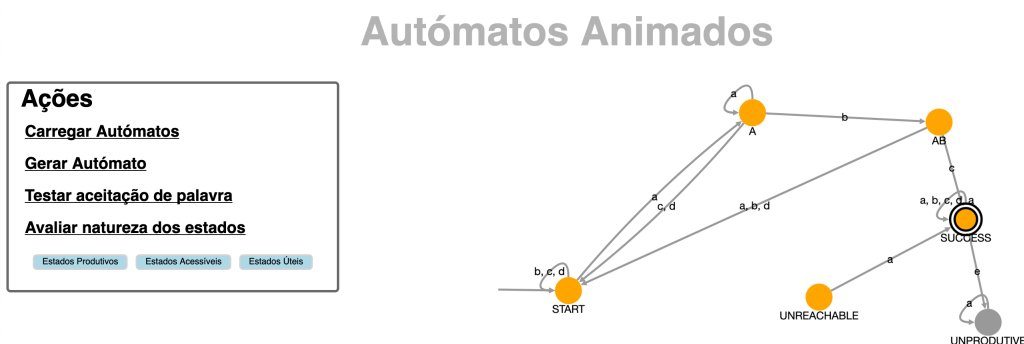 Autómatos Animados
Ações
Carregar Autómatos
Gerar Autómato
Testar aceitação de palavra
Avaliar natureza dos estados
Estados Produtivos Estados Acessíveis Estados Úteis
a
b
A
AB
c
a
c, d
a, b, d
a, b, c, d, a
SUCCESS
a
b, c, d
e
START
UNREACHABLE
a
UNPRODUTIVE